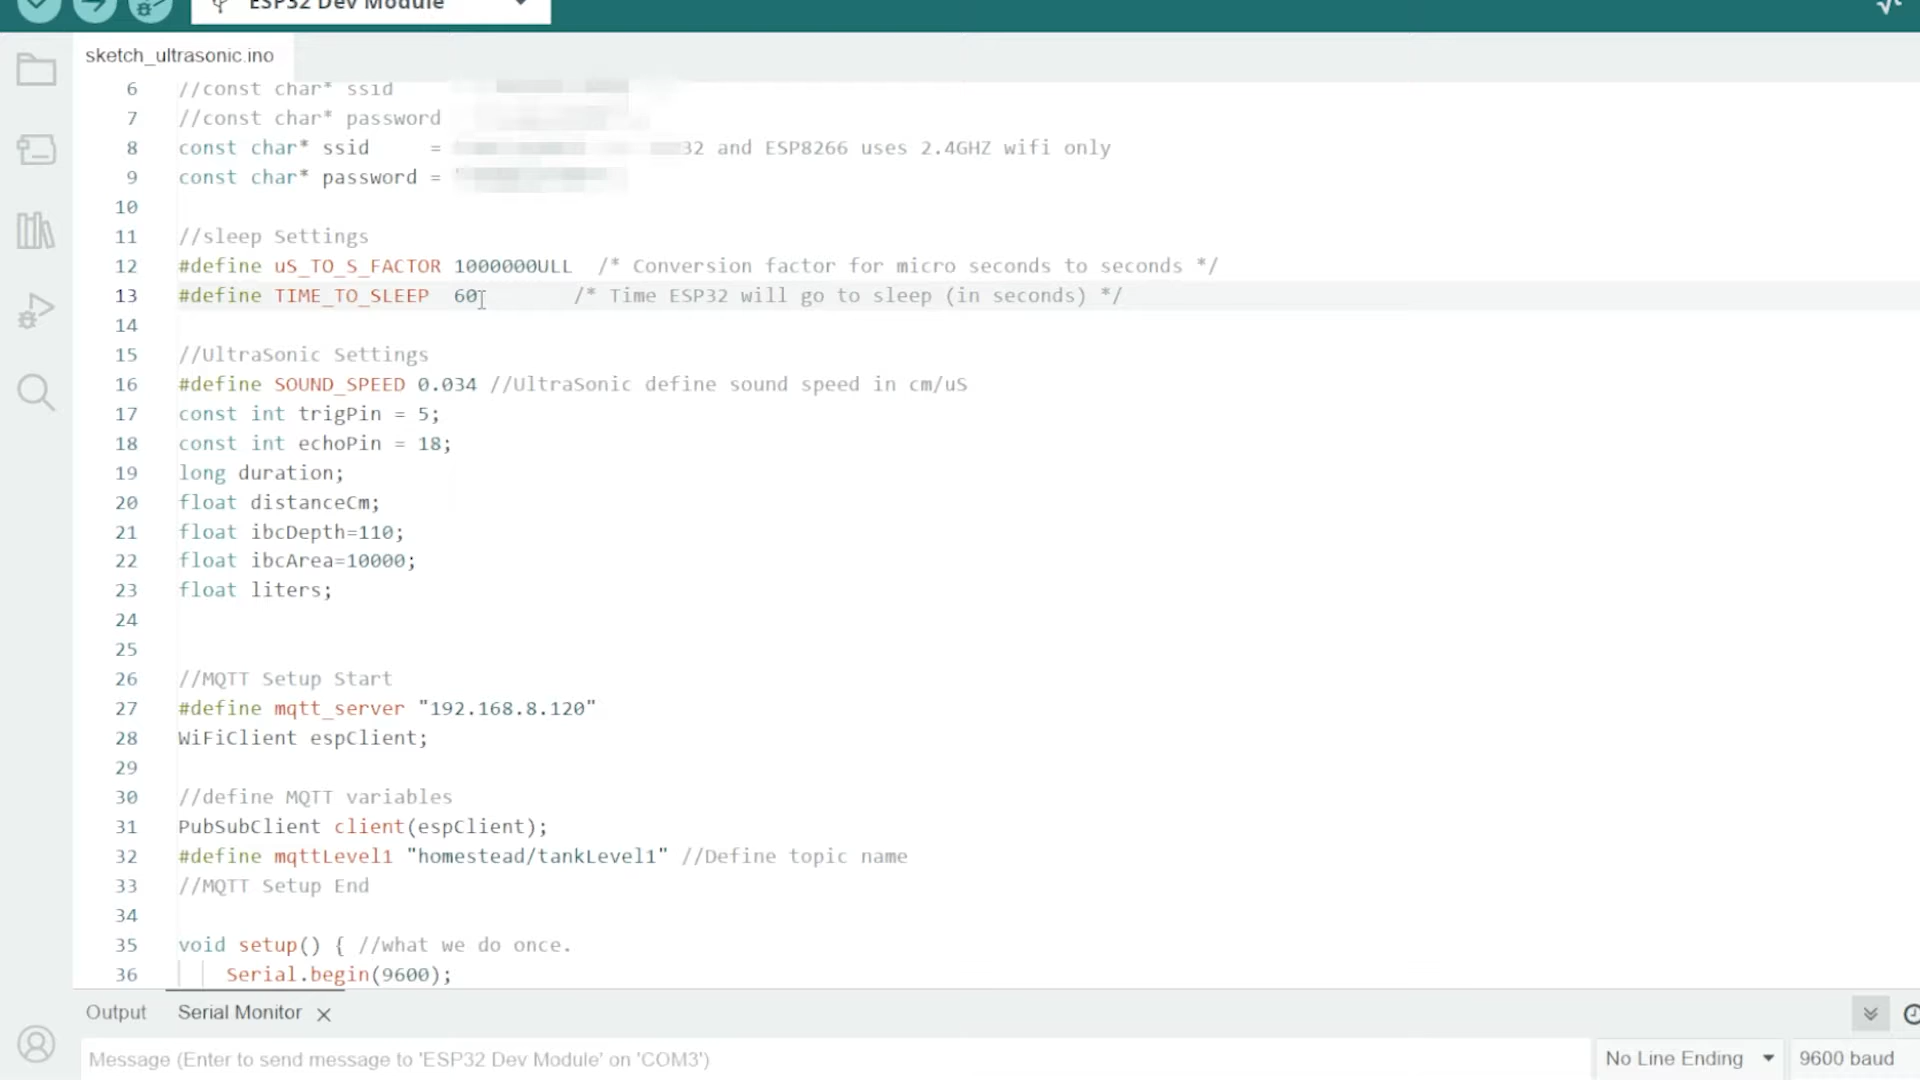 ESP32 Dev Module
sketch_ultrasonic.ino
6 //const char* ssid
7 //const char* password
8 const char* ssid = 32 and ESP8266 uses 2.4GHZ wifi only
9 const char* password =
10
11 //sleep Settings
12 #define uS_TO_S_FACTOR 1000000ULL /* Conversion factor for micro seconds to seconds */
13 #define TIME_TO_SLEEP 60 /* Time ESP32 will go to sleep (in seconds) */
14
15 //UltraSonic Settings
16 #define SOUND_SPEED 0.034 //UltraSonic define sound speed in cm/uS
17 const int trigPin = 5;
18 const int echoPin = 18;
19 long duration;
20 float distanceCm;
21 float ibcDepth=110;
22 float ibcArea=10000;
23 float liters;
24
25
26 //MQTT Setup Start
27 #define mqtt_server "192.168.8.120"
28 WiFiClient espClient;
29
30 //define MQTT variables
31 PubSubClient client(espClient);
32 #define mqttLevel1 "homestead/tankLevel1" //Define topic name
33 //MQTT Setup End
34
35 void setup() { //what we do once.
36 Serial.begin(9600);
Output Serial Monitor
Message (Enter to send message to 'ESP32 Dev Module' on 'COM3') No Line Ending 9600 baud